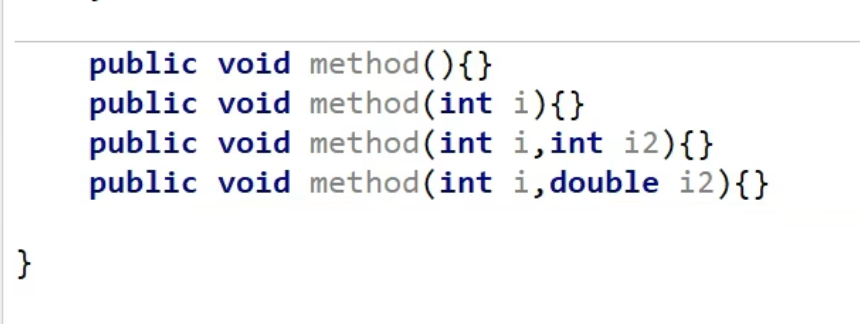 public void method(){}
public void method(int i){}
public void method(int i,int i2){}
public void method(int i,double i2){}
}